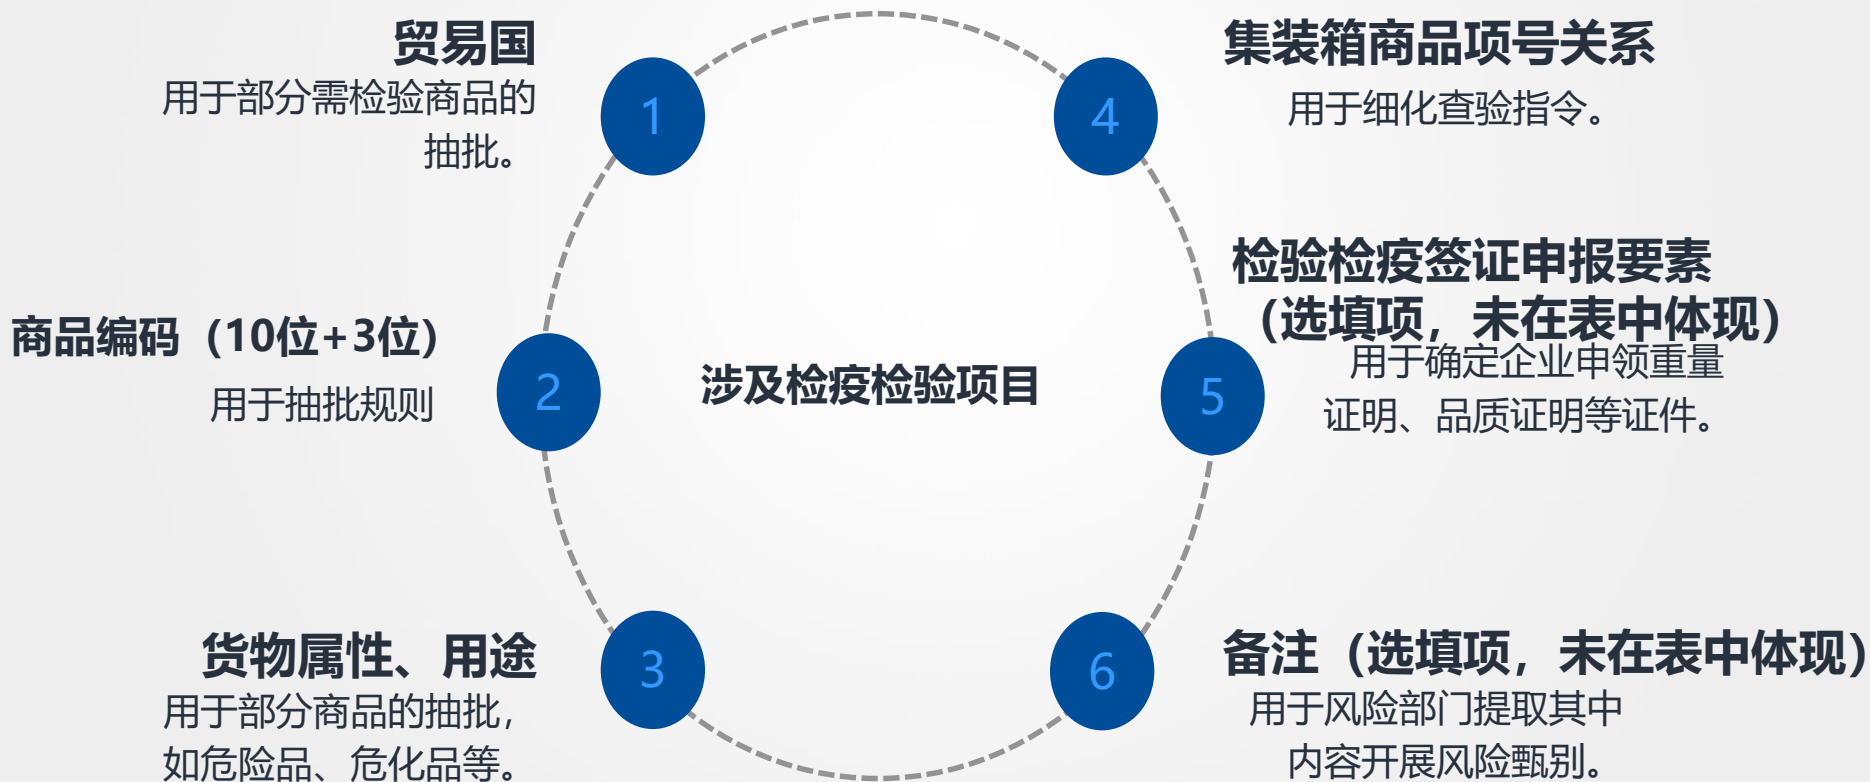 贸易国
用于部分需检验商品的
抽批。
1
商品编码（10位+3位）
用于抽批规则
2
货物属性、用途
用于部分商品的抽批，
如危险品、危化品等。
3
涉及检疫检验项目
4
集装箱商品项号关系
用于细化查验指令。
5
检验检疫签证申报要素
（选填项，未在表中体现）
用于确定企业申领重量
证明、品质证明等证件。
6
备注（选填项，未在表中体现）
用于风险部门提取其中
内容开展风险甄别。